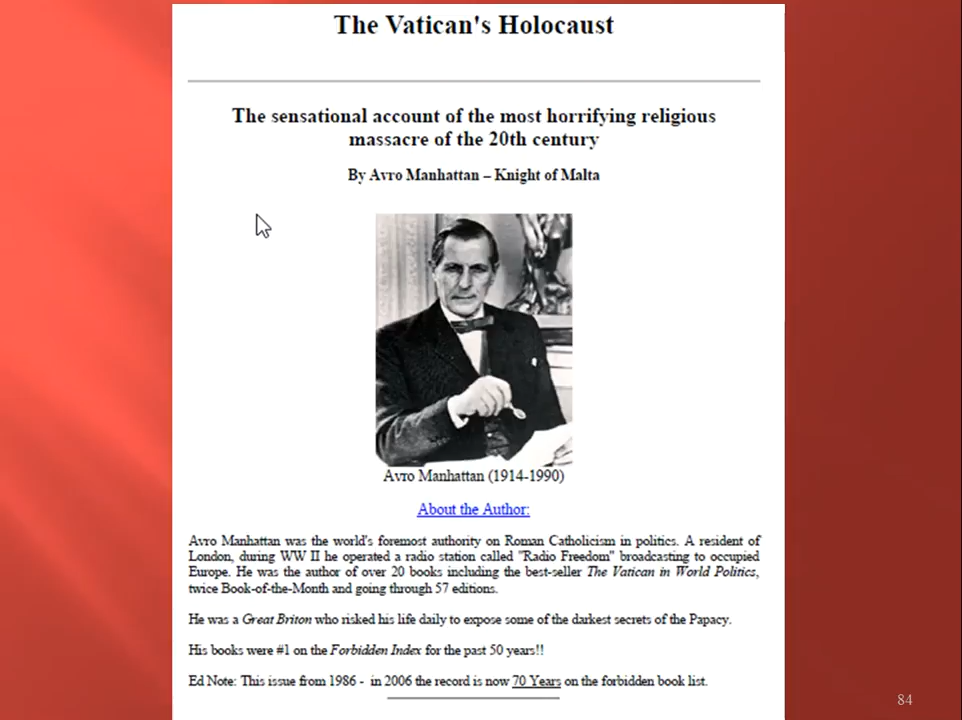 The Vatican's Holocaust
The sensational account of the most horrifying religious
massacre of the 20th century
By Avro Manhattan – Knight of Malta
Avro Manhattan (1914-1990)
About the Author:
Avro Manhattan was the world's foremost authority on Roman Catholicism in politics. A resident of
London, during WW II he operated a radio station called "Radio Freedom" broadcasting to occupied
Europe. He was the author of over 20 books including the best-seller The Vatican in World Politics,
twice Book-of-the-Month and going through 57 editions.
He was a Great Briton who risked his life daily to expose some of the darkest secrets of the Papacy.
His books were #1 on the Forbidden Index for the past 50 years!!
Ed Note: This issue from 1986 - in 2006 the record is now 70 Years on the forbidden book list.
84